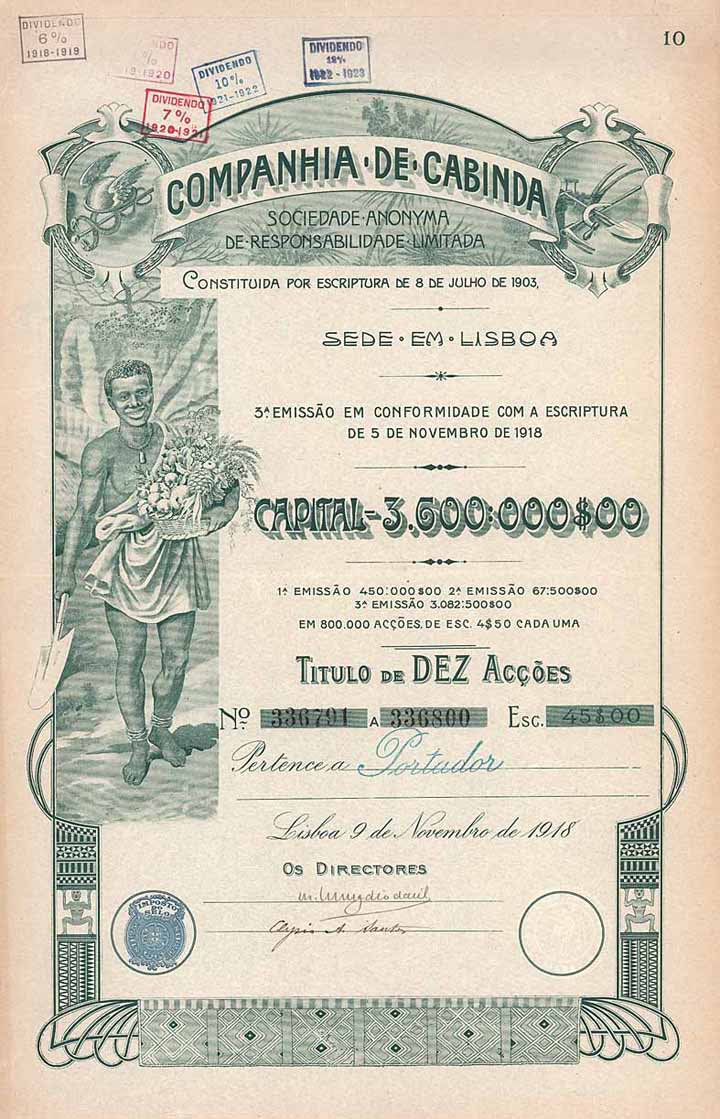 DIVIDENDO
6%
1918-1919
DIVIDENDO
10%
1921-1922
DIVIDENDO
7%
1920-1921
DIVIDENDO
1922-1923
10
COMPANHIA·DE·CABINDA
SOCIEDADE·ANONYMA
DE·RESPONSABILIDADE·LIMITADA
CONSTITUIDA POR ESCRIPTURA DE 8 DE JULHO DE 1903,
SEDE·EM·LISBOA
3ª EMISSÃO EM CONFORMIDADE COM A ESCRIPTURA
DE 5 DE NOVEMBRO DE 1918
CAPITAL-3.600:000$00
1ª EMISSÃO 450:000$00 2ª EMISSÃO 67:500$00
3ª EMISSÃO 3.082:500$00
EM 800.000 ACÇÕES, DE ESC. 4$50 CADA UMA
TITULO DE DEZ ACÇÕES
Nº 336791 A 336800 ESC. 45$00
Pertence a Portador
Lisboa 9 de Novembro de 1918
OS DIRECTORES
IMPOSTO
DO
SELO